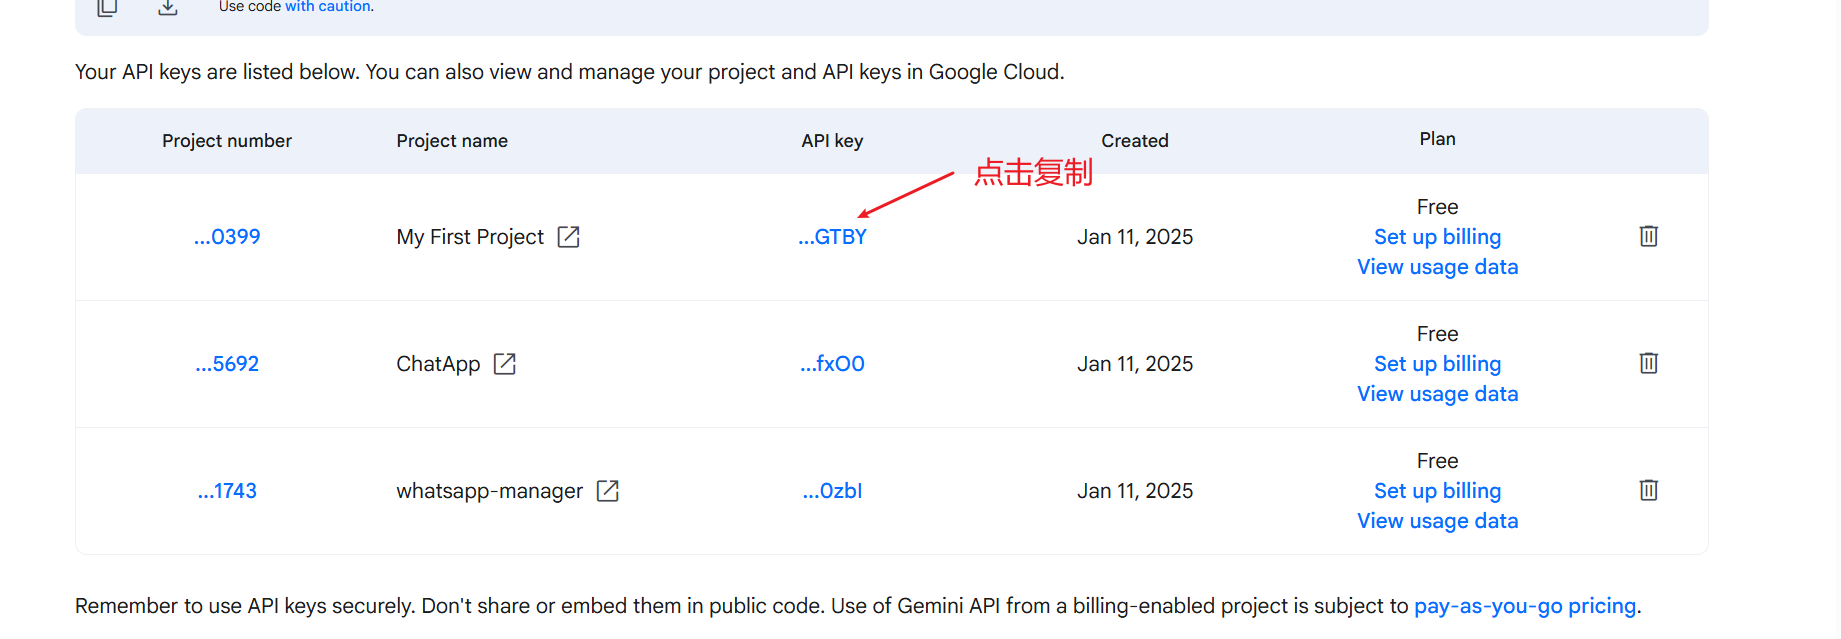 Use code with caution.
Your API keys are listed below. You can also view and manage your project and API keys in Google Cloud.
Project number Project name API key Created Plan
点击复制
...0399 My First Project ...GTBY Jan 11, 2025 Free
Set up billing
View usage data
...5692 ChatApp ...fxO0 Jan 11, 2025 Free
Set up billing
View usage data
...1743 whatsapp-manager ...0zbI Jan 11, 2025 Free
Set up billing
View usage data
Remember to use API keys securely. Don't share or embed them in public code. Use of Gemini API from a billing-enabled project is subject to pay-as-you-go pricing.